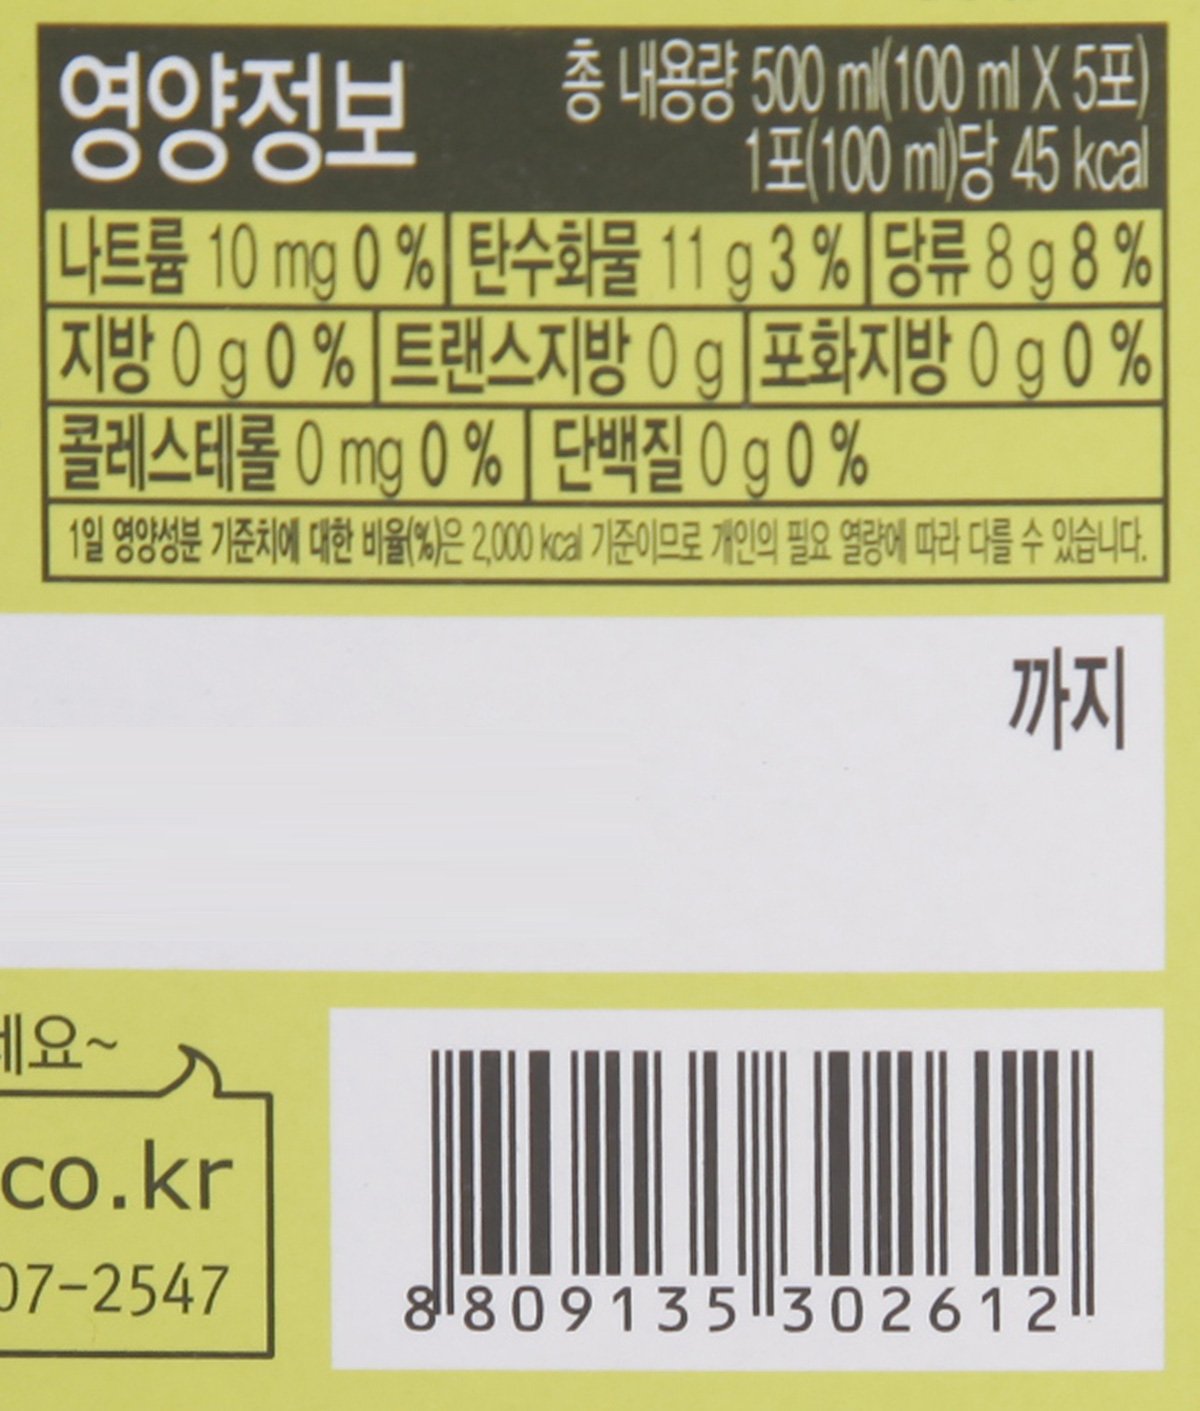 영양정보
총 내용량 500 ml(100 ml X 5포)
1포(100 ml)당 45 kcal
나트륨 10 mg 0 % 탄수화물 11 g 3 % 당류 8 g 8 %
지방 0 g 0 % 트랜스지방 0 g 포화지방 0 g 0 %
콜레스테롤 0 mg 0 % 단백질 0 g 0 %
1일 영양성분 기준치에 대한 비율(%)은 2,000 kcal 기준이므로 개인의 필요 열량에 따라 다를 수 있습니다.
까지
세요~
co.kr
07-2547
8 809135 302612